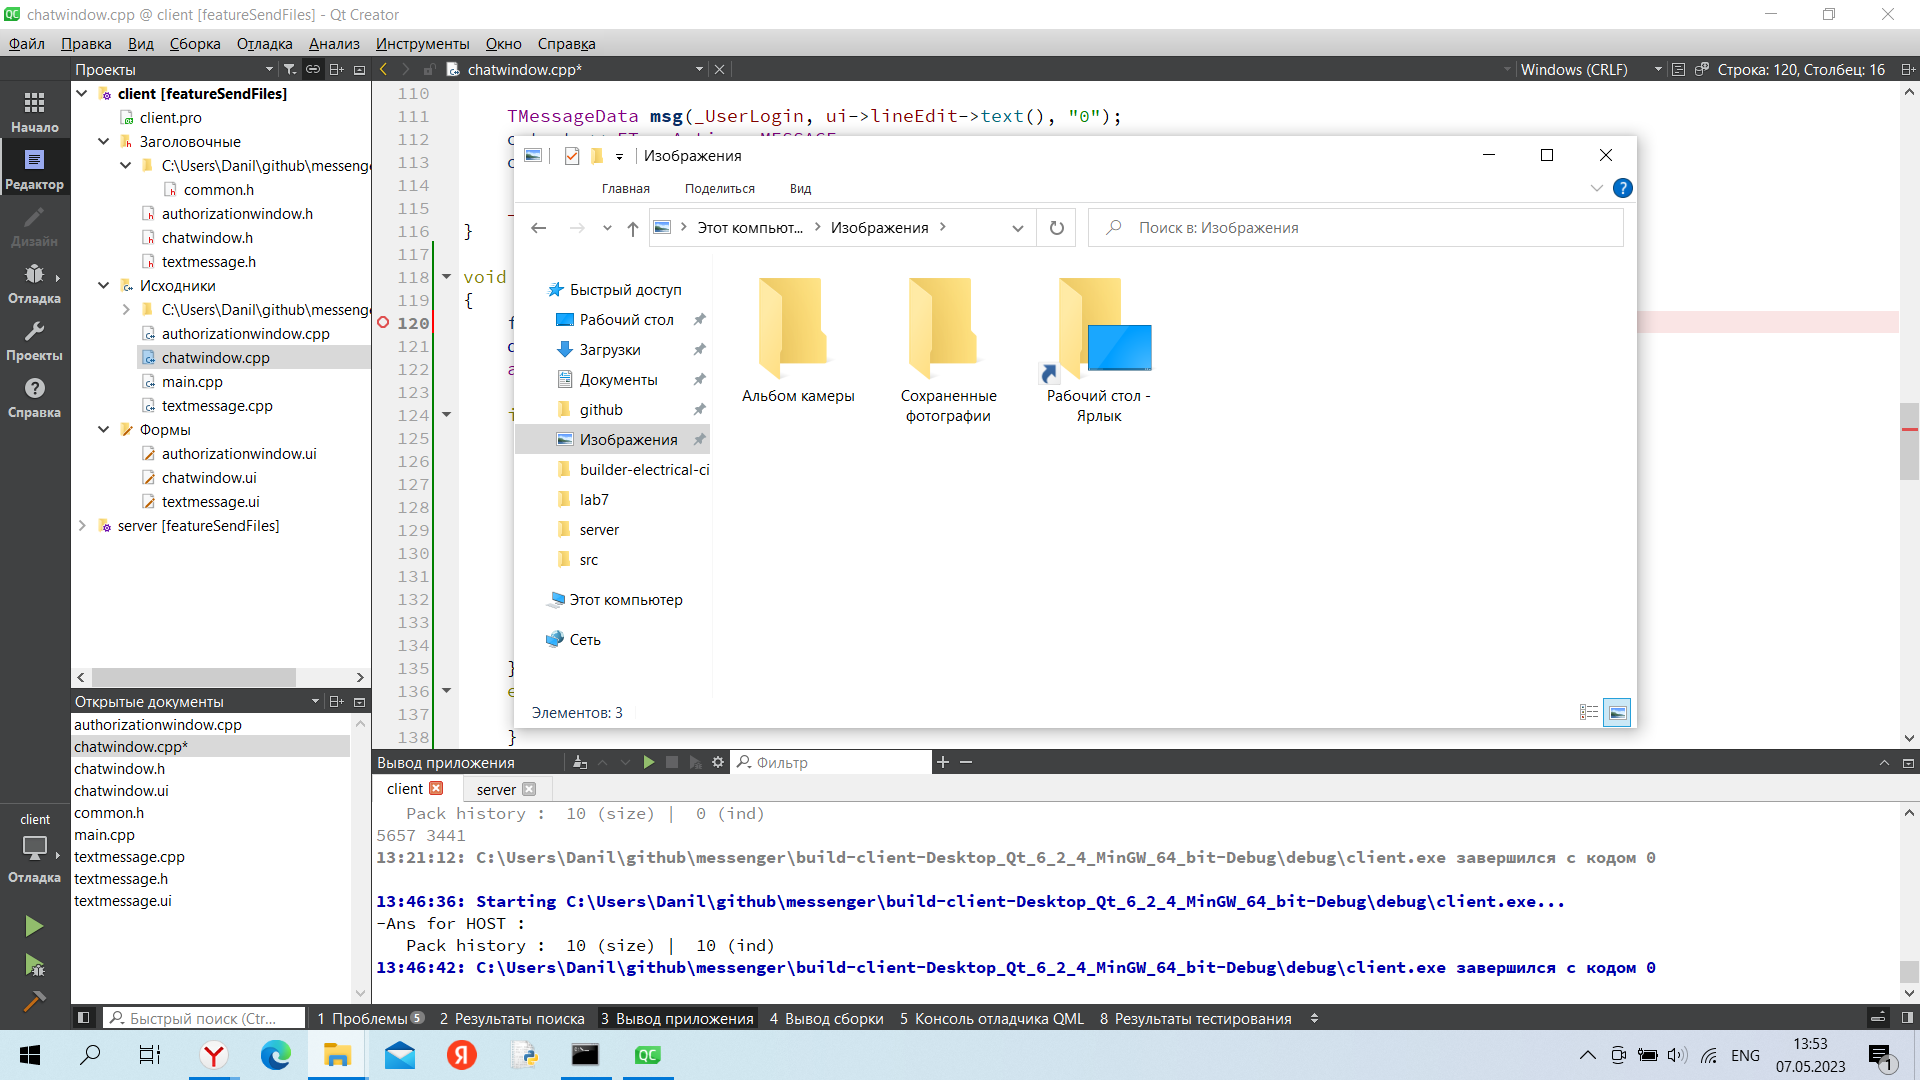 chatwindow.cpp @ client [featureSendFiles] - Qt Creator
Файл Правка Вид Сборка Отладка Анализ Инструменты Окно Справка
Проекты
chatwindow.cpp*
Windows (CRLF)
Строка: 120, Столбец: 16
Начало
Редактор
Дизайн
Отладка
Проекты
Справка
client [featureSendFiles]
client.pro
Заголовочные
C:\Users\Danil\github\messenge
common.h
authorizationwindow.h
chatwindow.h
textmessage.h
Исходники
C:\Users\Danil\github\messenge
authorizationwindow.cpp
chatwindow.cpp
main.cpp
textmessage.cpp
Формы
authorizationwindow.ui
chatwindow.ui
textmessage.ui
server [featureSendFiles]
110
111 TMessageData msg(_UserLogin, ui->lineEdit->text(), "0");
112
113
114
115
116 }
117
118 void
119 {
120
121
122
123
124
125
126
127
128
129
130
131
132
133
134
135 }
136
137
138 }
Изображения
Главная Поделиться Вид
Этот компьют... Изображения
Поиск в: Изображения
Быстрый доступ
Рабочий стол
Загрузки
Документы
github
Изображения
builder-electrical-ci
lab7
server
src
Этот компьютер
Сеть
Альбом камеры
Сохраненные
фотографии
Рабочий стол -
Ярлык
Элементов: 3
Открытые документы
authorizationwindow.cpp
chatwindow.cpp*
chatwindow.h
chatwindow.ui
common.h
main.cpp
textmessage.cpp
textmessage.h
textmessage.ui
client
Отладка
Вывод приложения
Фильтр
client
server
Pack history : 10 (size) | 0 (ind)
5657 3441
13:21:12: C:\Users\Danil\github\messenger\build-client-Desktop_Qt_6_2_4_MinGW_64_bit-Debug\debug\client.exe завершился с кодом 0
13:46:36: Starting C:\Users\Danil\github\messenger\build-client-Desktop_Qt_6_2_4_MinGW_64_bit-Debug\debug\client.exe...
-Ans for HOST :
Pack history : 10 (size) | 10 (ind)
13:46:42: C:\Users\Danil\github\messenger\build-client-Desktop_Qt_6_2_4_MinGW_64_bit-Debug\debug\client.exe завершился с кодом 0
Быстрый поиск (Ctr...
1 Проблемы 5
2 Результаты поиска
3 Вывод приложения
4 Вывод сборки
5 Консоль отладчика QML
8 Результаты тестирования
ENG
13:53
07.05.2023
1